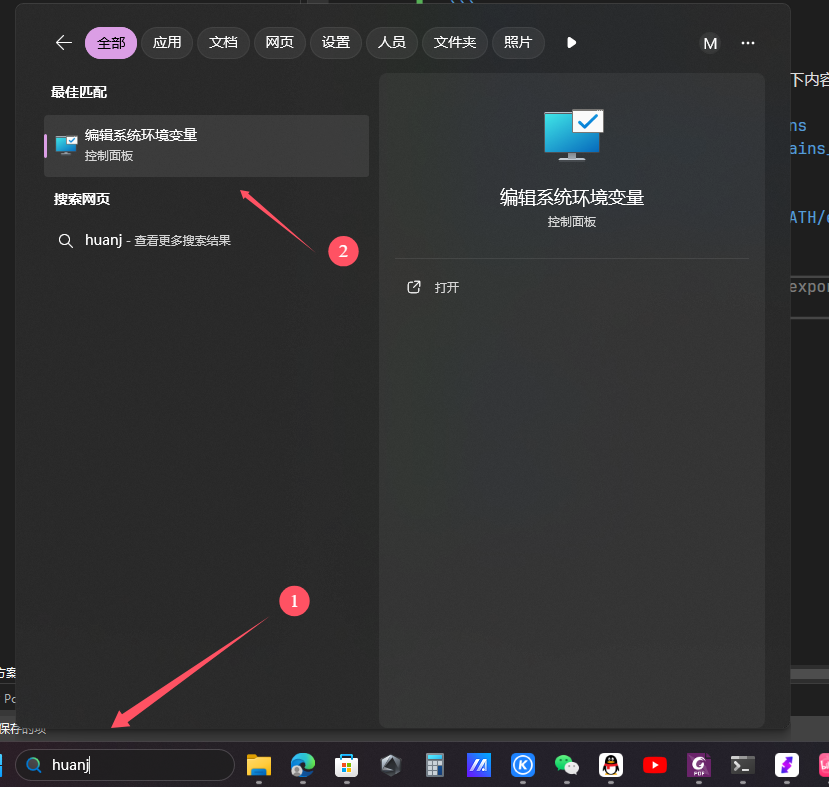 下内容
全部 应用 文档 网页 设置 人员 文件夹 照片 M
最佳匹配
编辑系统环境变量
控制面板
搜索网页
huanj - 查看更多搜索结果
2
编辑系统环境变量
控制面板
打开
ns
ains_
ATH/
expor
1
方案
Po
保存的项
huanj